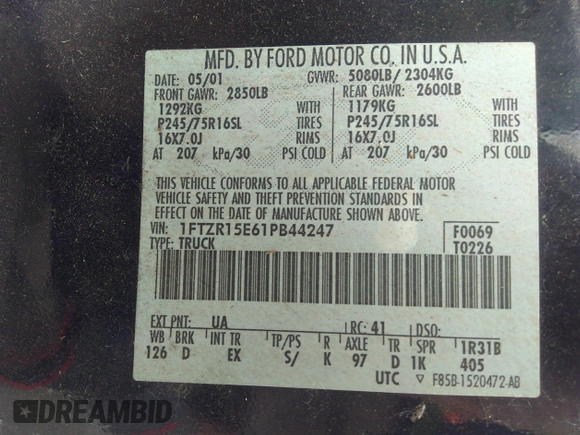 MFD. BY FORD MOTOR CO. IN U.S.A.
DATE: 05/01 GVWR: 5080LB/ 2304KG
FRONT GAWR: 2850LB REAR GAWR: 2600LB
1292KG WITH 1179KG WITH
P245/75R16SL TIRES P245/75R16SL TIRES
16X7.0J RIMS 16X7.0J RIMS
AT 207 kPa/30 PSI COLD AT 207 kPa/30 PSI COLD
THIS VEHICLE CONFORMS TO ALL APPLICABLE FEDERAL MOTOR
VEHICLE SAFETY AND THEFT PREVENTION STANDARDS IN
EFFECT ON THE DATE OF MANUFACTURE SHOWN ABOVE.
VIN: 1FTZR15E61PB44247 F0069
TYPE: TRUCK T0226
EXT PNT: UA RC: 41 DSO:
WB BRK INT TR TP/PS R AXLE TR SPR 1R31B
126 D EX S/ K 97 D 1K 405
UTC ▽ F85B-1520472-AB
DREAMBID